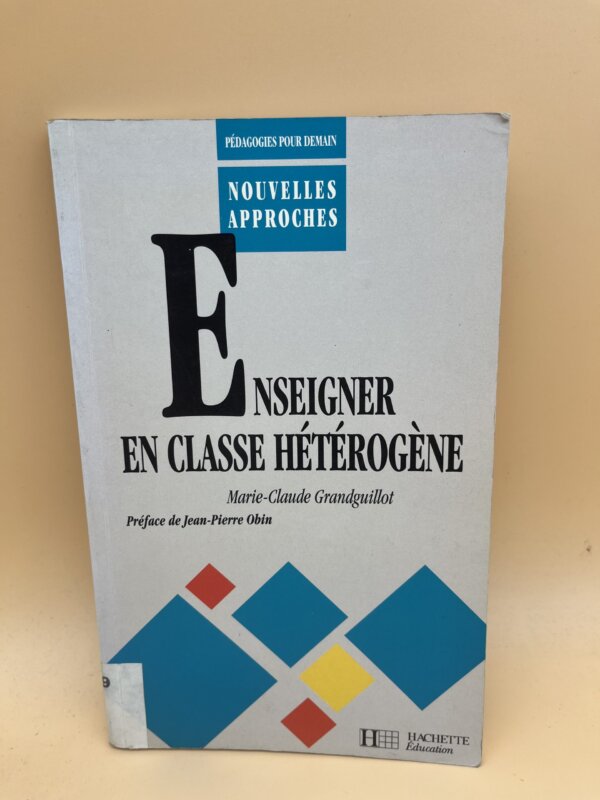 PÉDAGOGIES POUR DEMAIN
NOUVELLES
APPROCHES
ENSEIGNER
EN CLASSE HÉTÉROGÈNE
Marie-Claude Grandguillot
Préface de Jean-Pierre Obin
9
H HACHETTE
Éducation